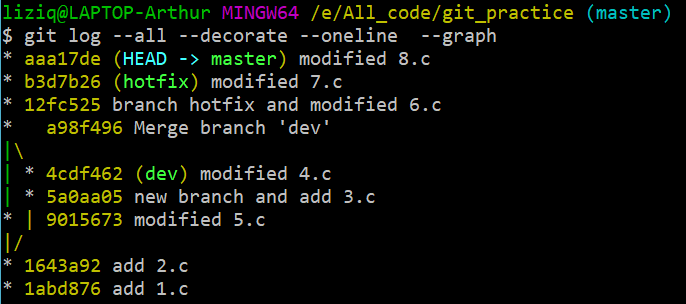 liziq@LAPTOP-Arthur MINGW64 /e/All_code/git_practice (master)
$ git log --all --decorate --oneline  --graph
* aaa17de (HEAD -> master) modified 8.c
* b3d7b26 (hotfix) modified 7.c
* 12fc525 branch hotfix and modified 6.c
*   a98f496 Merge branch 'dev'
|\
| * 4cdf462 (dev) modified 4.c
| * 5a0aa05 new branch and add 3.c
* | 9015673 modified 5.c
|/
* 1643a92 add 2.c
* 1abd876 add 1.c